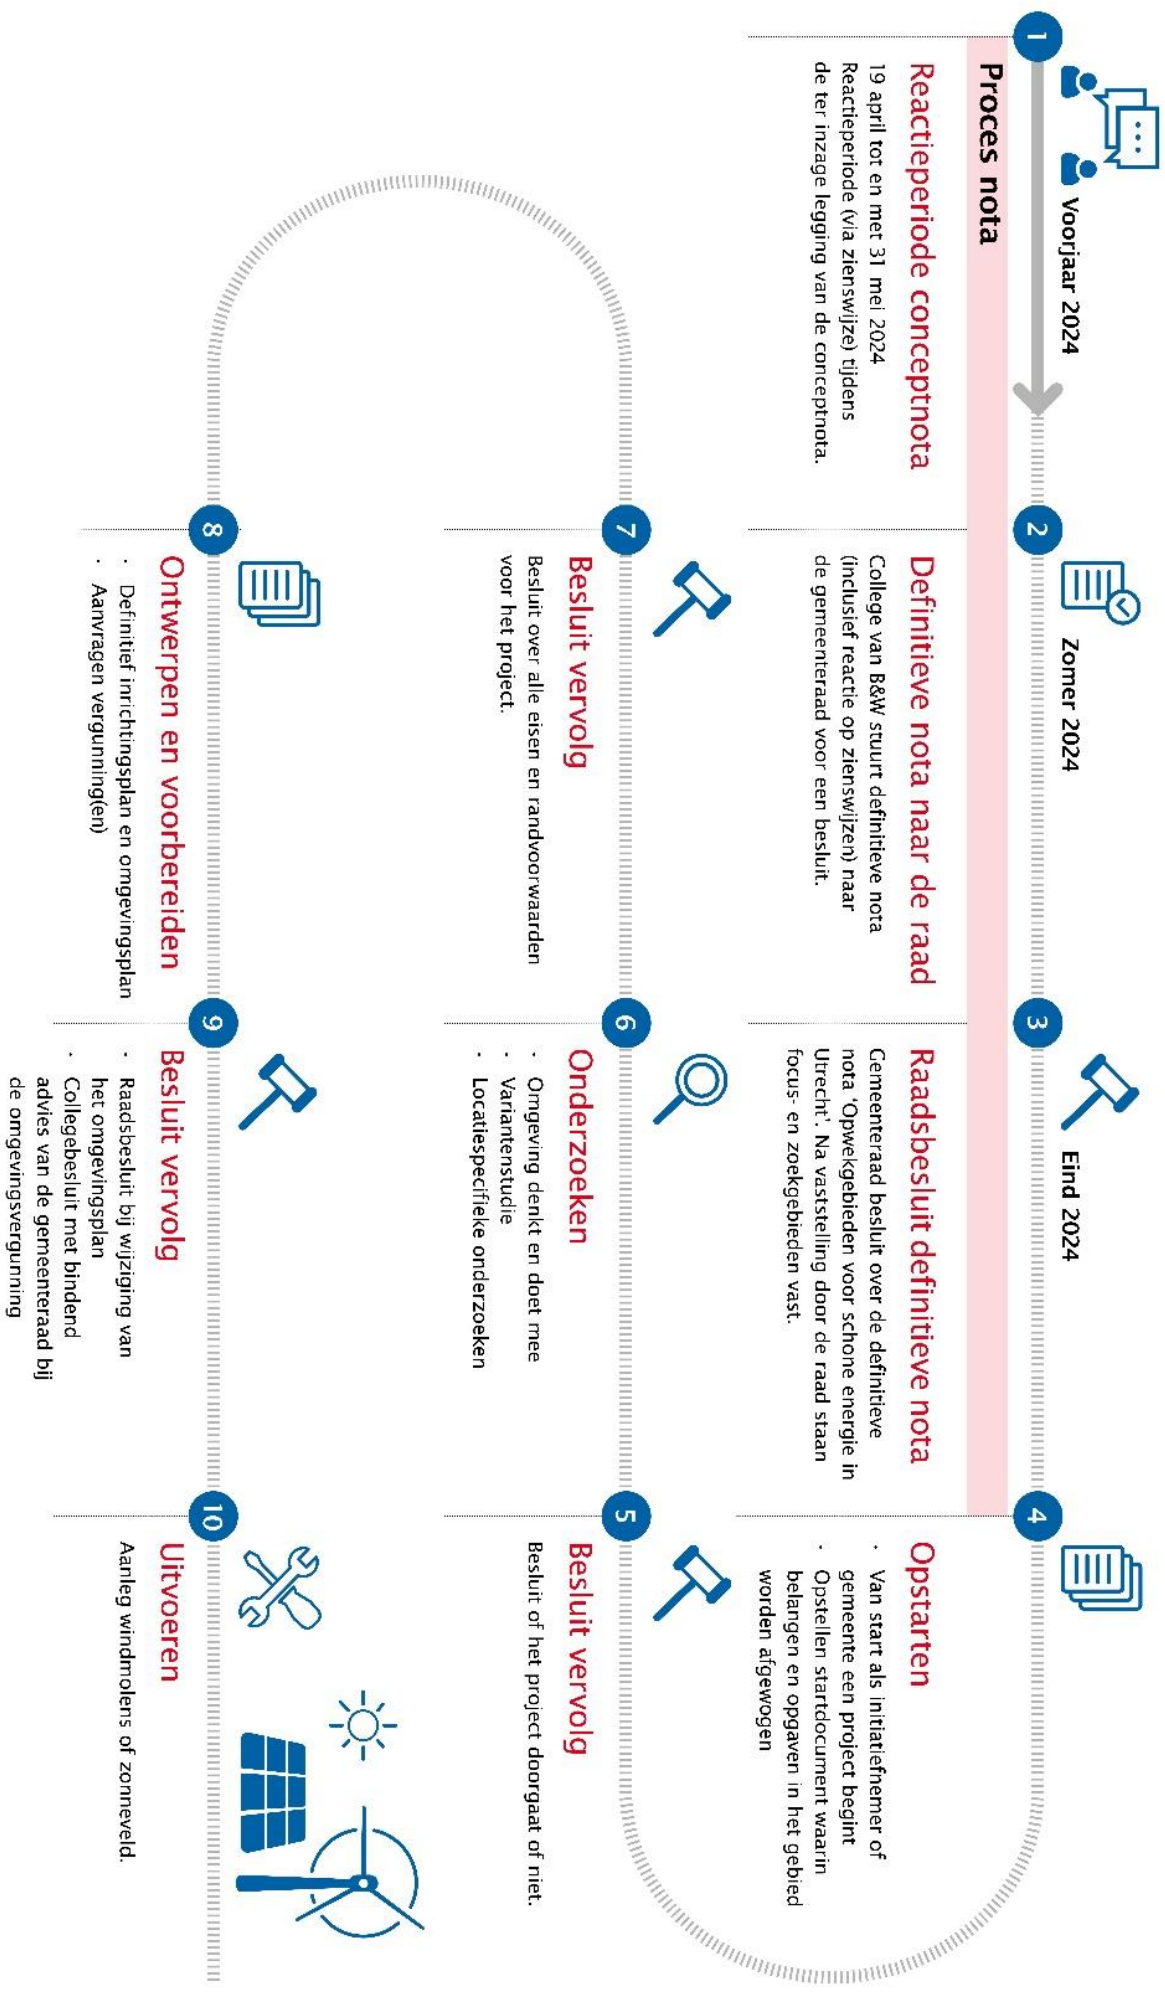 1
Voorjaar 2024
Proces nota
Reactieperiode conceptnota
19 april tot en met 31 mei 2024
Reactieperiode (via zienswijze) tijdens
de ter inzage legging van de conceptnota.
2
Zomer 2024
Definitieve nota naar de raad
College van B&W stuurt definitieve nota
(inclusief reactie op zienswijzen) naar
de gemeenteraad voor een besluit.
3
Eind 2024
Raadsbesluit definitieve nota
Gemeenteraad besluit over de definitieve
nota ‘Opwekgebieden voor schone energie in
Utrecht’. Na vaststelling door de raad staan
focus- en zoekgebieden vast.
4
Opstarten
· Van start als initiatiefnemer of
gemeente een project begint
· Opstellen startdocument waarin
belangen en opgaven in het gebied
worden afgewogen
5
Besluit vervolg
Besluit of het project doorgaat of niet.
6
Onderzoeken
· Omgeving denkt en doet mee
· Variantenstudie
· Locatiespecifieke onderzoeken
7
Besluit vervolg
Besluit over alle eisen en randvoorwaarden
voor het project.
8
Ontwerpen en voorbereiden
· Definitief inrichtingsplan en omgevingsplan
· Aanvragen vergunning(en)
9
Besluit vervolg
· Raadsbesluit bij wijziging van
het omgevingsplan
· Collegebesluit met bindend
advies van de gemeenteraad bij
de omgevingsvergunning
10
Uitvoeren
Aanleg windmolens of zonneveld.